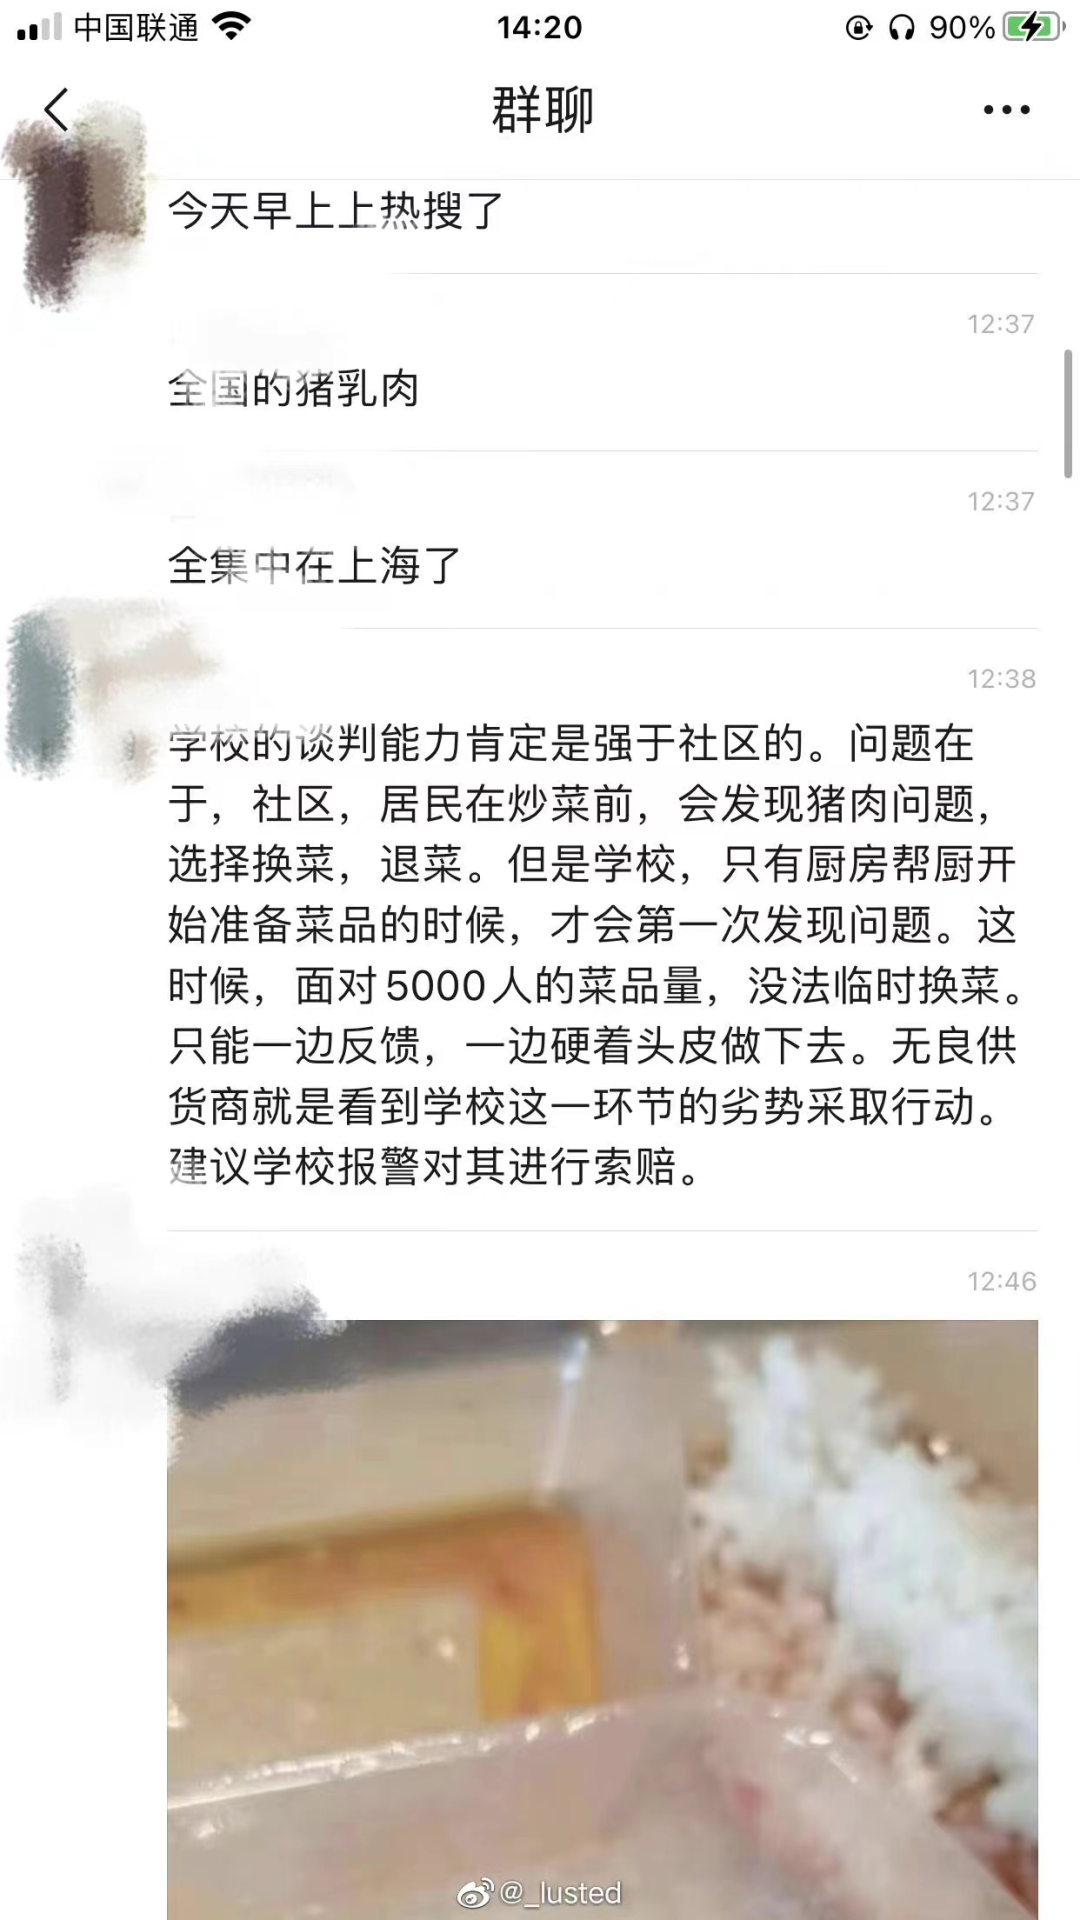 中国联通
14:20
90%
群聊
今天早上上热搜了
12:37
全国的猪乳肉
12:37
全集中在上海了
12:38
学校的谈判能力肯定是强于社区的。问题在
于，社区，居民在炒菜前，会发现猪肉问题，
选择换菜，退菜。但是学校，只有厨房帮厨开
始准备菜品的时候，才会第一次发现问题。这
时候，面对5000人的菜品量，没法临时换菜。
只能一边反馈，一边硬着头皮做下去。无良供
货商就是看到学校这一环节的劣势采取行动。
建议学校报警对其进行索赔。
12:46
@_lusted